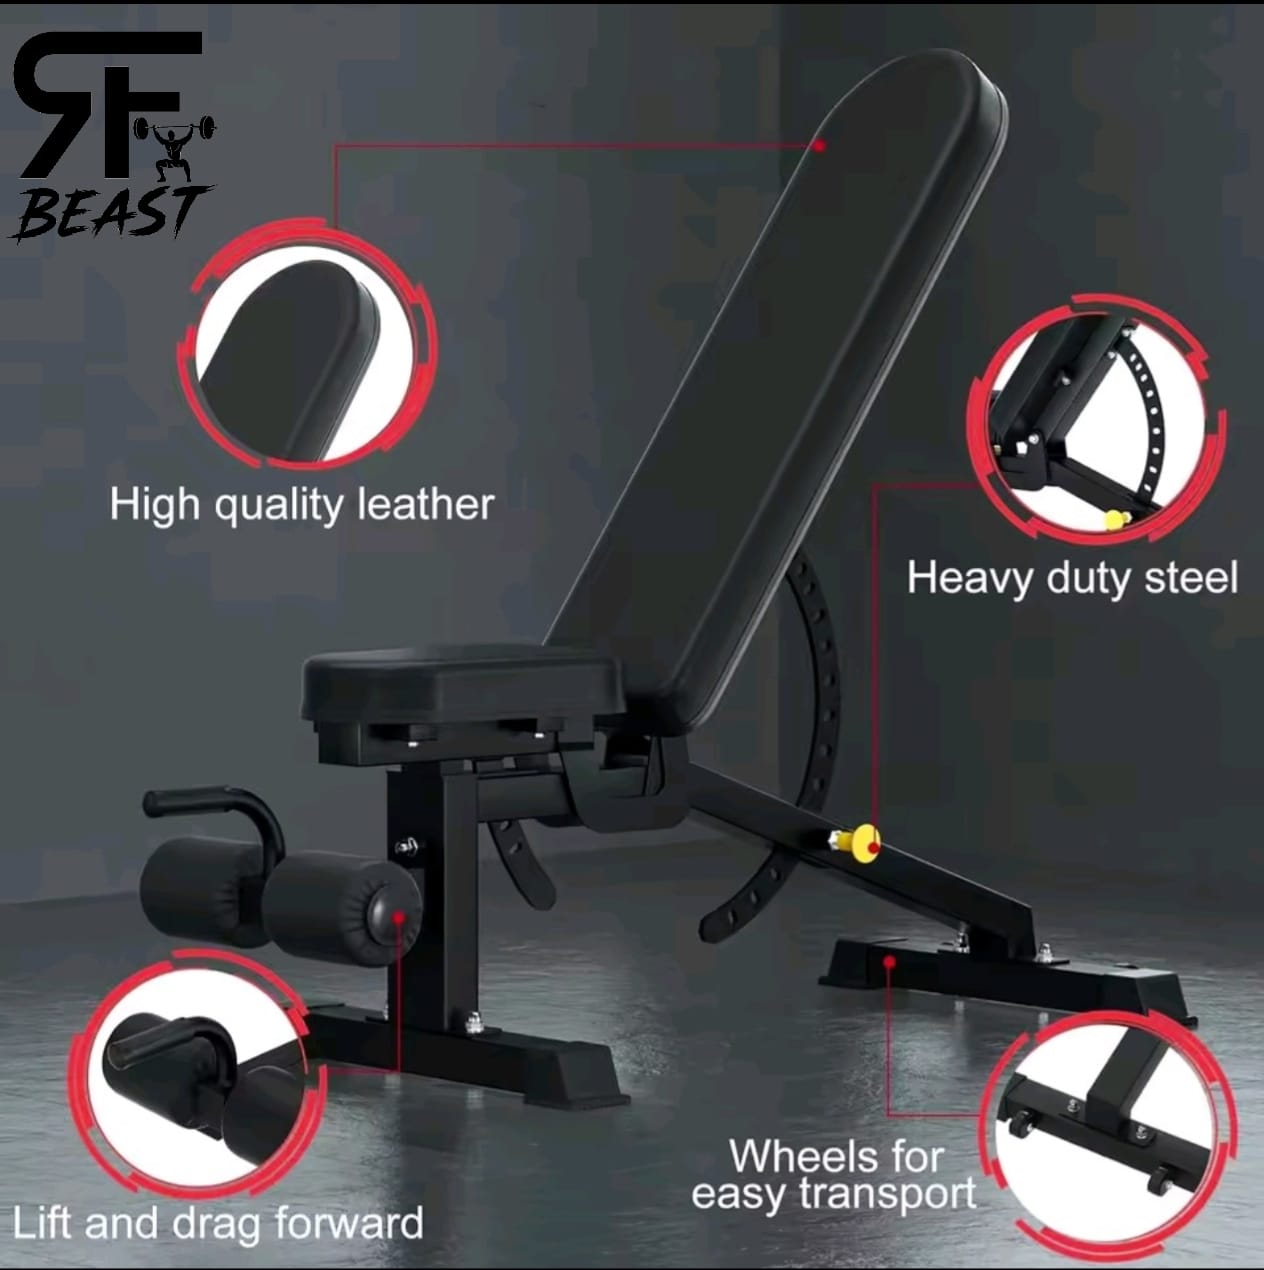 RF
BEAST
High quality leather
Heavy duty steel
Wheels for
easy transport
Lift and drag forward